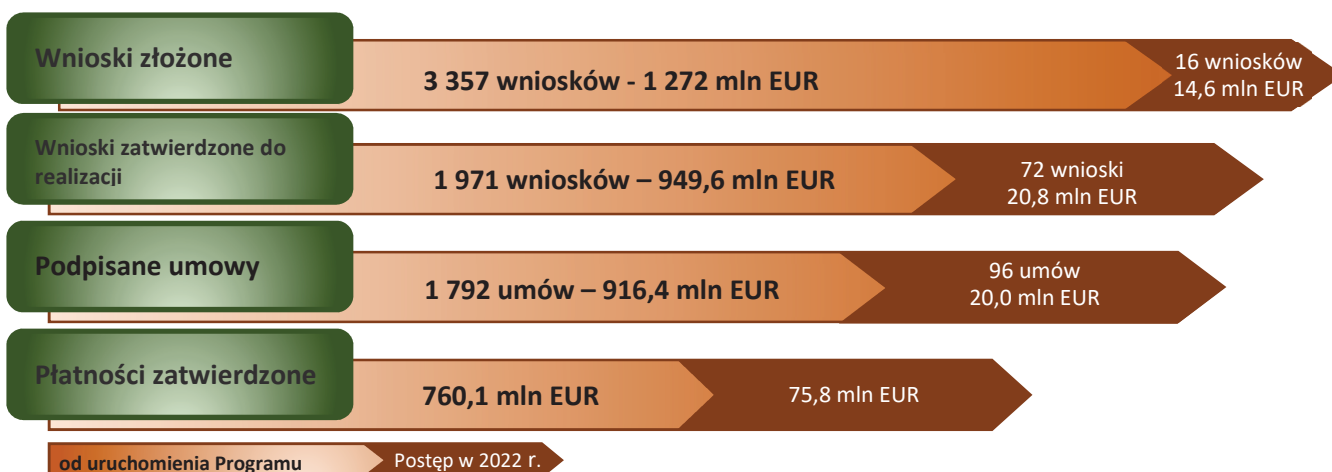 Wnioski złożone
3 357 wniosków - 1 272 mln EUR
16 wniosków
14,6 mln EUR
Wnioski zatwierdzone do
realizacji
1 971 wniosków – 949,6 mln EUR
72 wnioski
20,8 mln EUR
Podpisane umowy
1 792 umów – 916,4 mln EUR
96 umów
20,0 mln EUR
Płatności zatwierdzone
760,1 mln EUR
75,8 mln EUR
od uruchomienia Programu
Postęp w 2022 r.